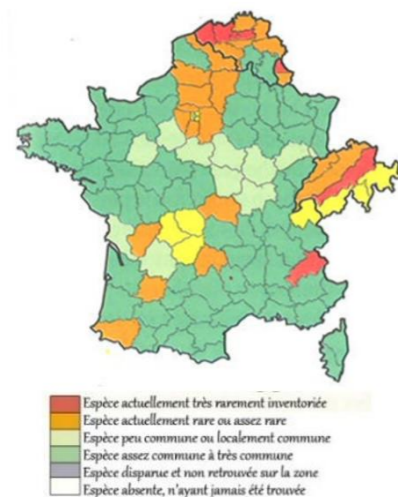 Espèce actuellement très rarement inventoriée
Espèce actuellement rare ou assez rare
Espèce peu commune ou localement commune
Espèce assez commune à très commune
Espèce disparue et non retrouvée sur la zone
Espèce absente, n'ayant jamais été trouvée